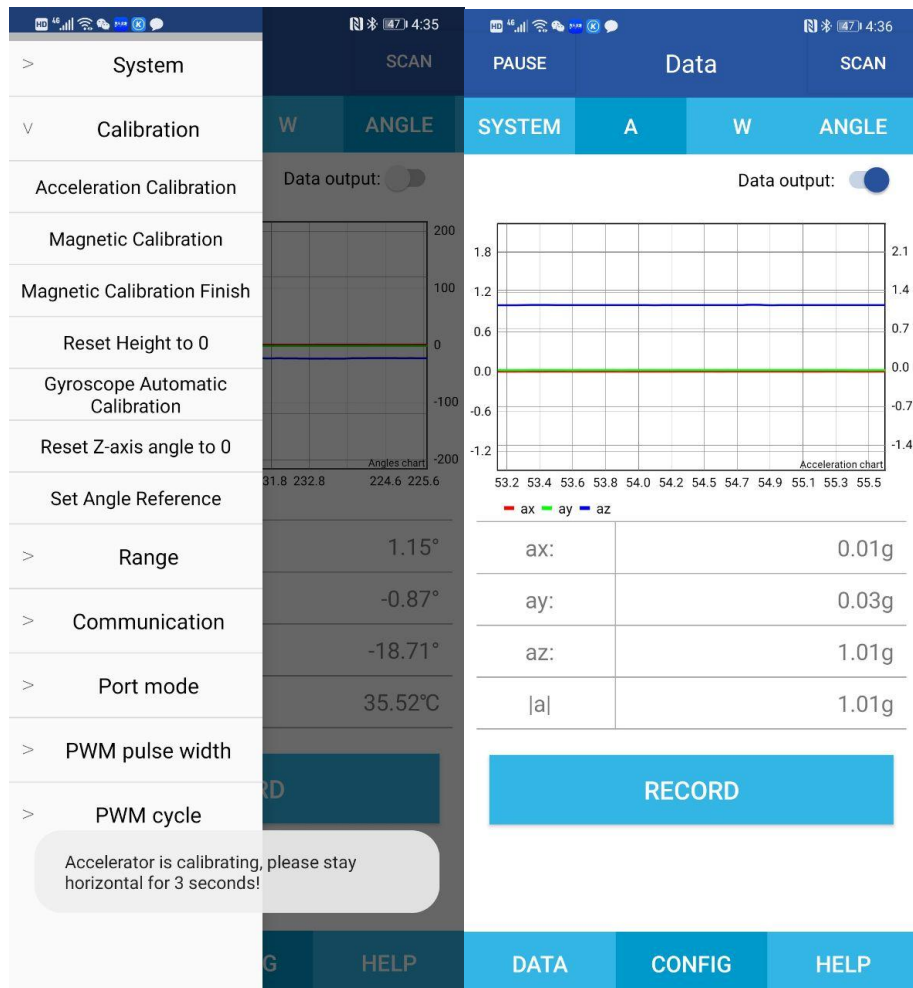 HD 46 47 4:35
> System
SCAN
v Calibration
W ANGLE
Acceleration Calibration
Data output:
Magnetic Calibration
Magnetic Calibration Finish
Reset Height to 0
Gyroscope Automatic
Calibration
Reset Z-axis angle to 0
Set Angle Reference
> Range
> Communication
> Port mode
> PWM pulse width
> PWM cycle
200
100
0
-100
-200
Angles chart
31.8 232.8 224.6 225.6
1.15°
-0.87°
-18.71°
35.52℃
RD
Accelerator is calibrating, please stay
horizontal for 3 seconds!
G HELP
HD 46 47 4:36
PAUSE Data SCAN
SYSTEM A W ANGLE
Data output:
1.8
1.2
0.6
0.0
-0.6
-1.2
2.1
1.4
0.7
0.0
-0.7
-1.4
Acceleration chart
53.2 53.4 53.6 53.8 54.0 54.2 54.5 54.7 54.9 55.1 55.3 55.5
ax ay az
ax: 0.01g
ay: 0.03g
az: 1.01g
|a| 1.01g
RECORD
DATA CONFIG HELP